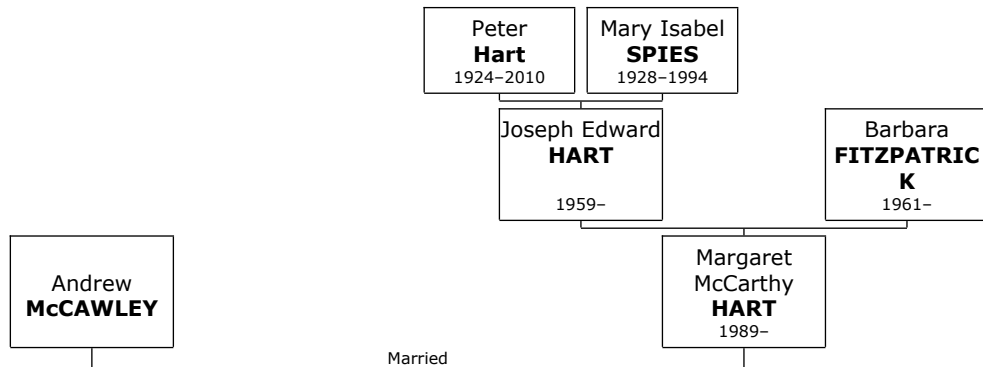 Peter
Hart
1924–2010
Mary Isabel
SPIES
1928–1994
Joseph Edward
HART
1959–
Barbara
FITZPATRIC
K
1961–
Andrew
McCAWLEY
Margaret
McCarthy
HART
1989–
Married